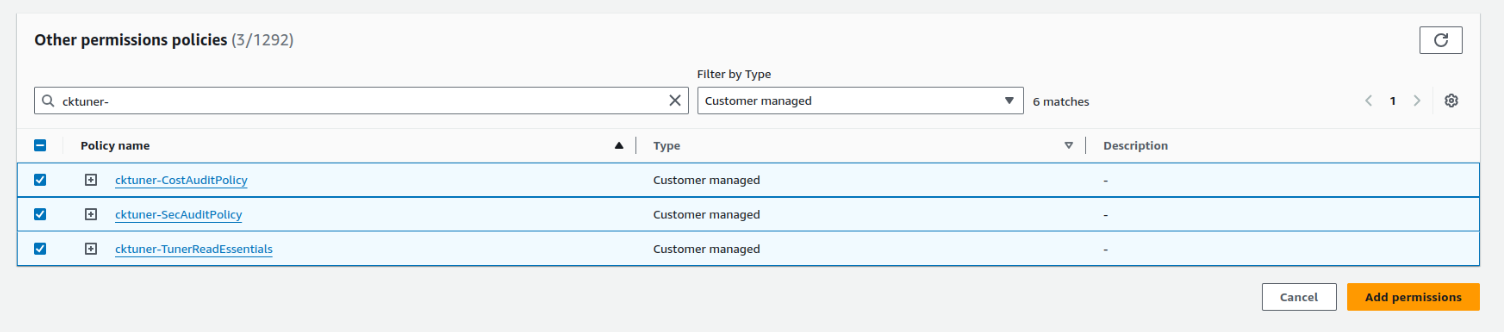 Other permissions policies (3/1292)
Filter by Type
cktuner-
Customer managed
6 matches
1
Policy name
Type
Description
cktuner-CostAuditPolicy
Customer managed
-
cktuner-SecAuditPolicy
Customer managed
-
cktuner-TunerReadEssentials
Customer managed
-
Cancel
Add permissions